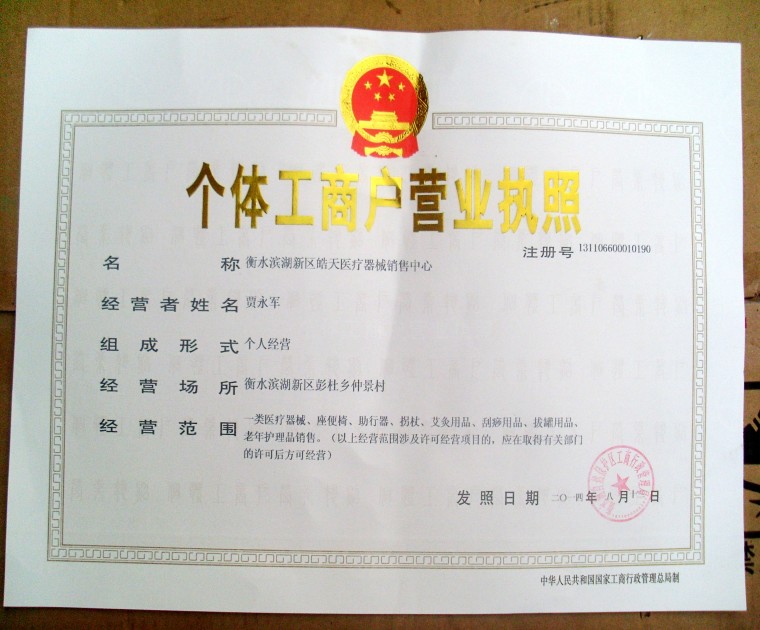 个体工商户营业执照
注册号 131106600010190
名称 衡水滨湖新区皓天医疗器械销售中心
经营者姓名 贾永军
组成形式 个人经营
经营场所 衡水滨湖新区彭杜乡仲景村
经营范围 一类医疗器械、座便椅、助行器、拐杖、艾灸用品、刮痧用品、拔罐用品、
老年护理品销售。（以上经营范围涉及许可经营项目的，应在取得有关部门
的许可后方可经营）
发照日期 二〇一四年 八月 日
中华人民共和国国家工商行政管理总局制